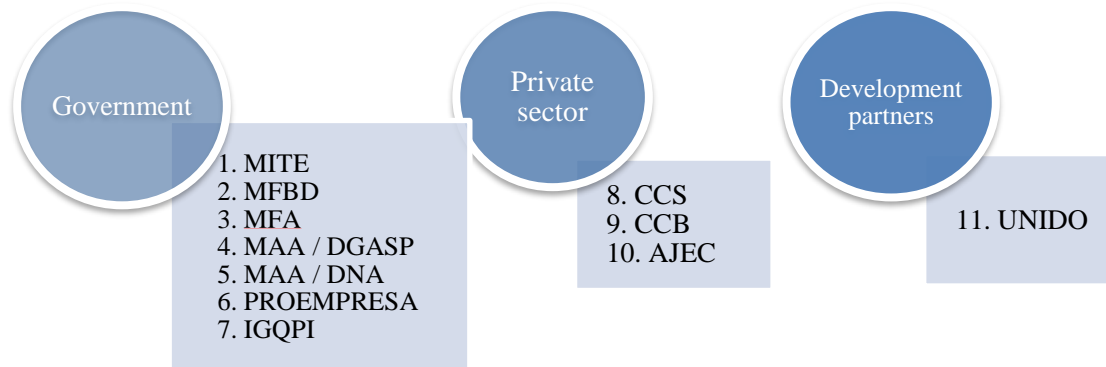 Government
1. MITE
2. MFBD
3. MFA
4. MAA / DGASP
5. MAA / DNA
6. PROEMPRESA
7. IGQPI
Private
sector
8. CCS
9. CCB
10. AJEC
Development
partners
11. UNIDO